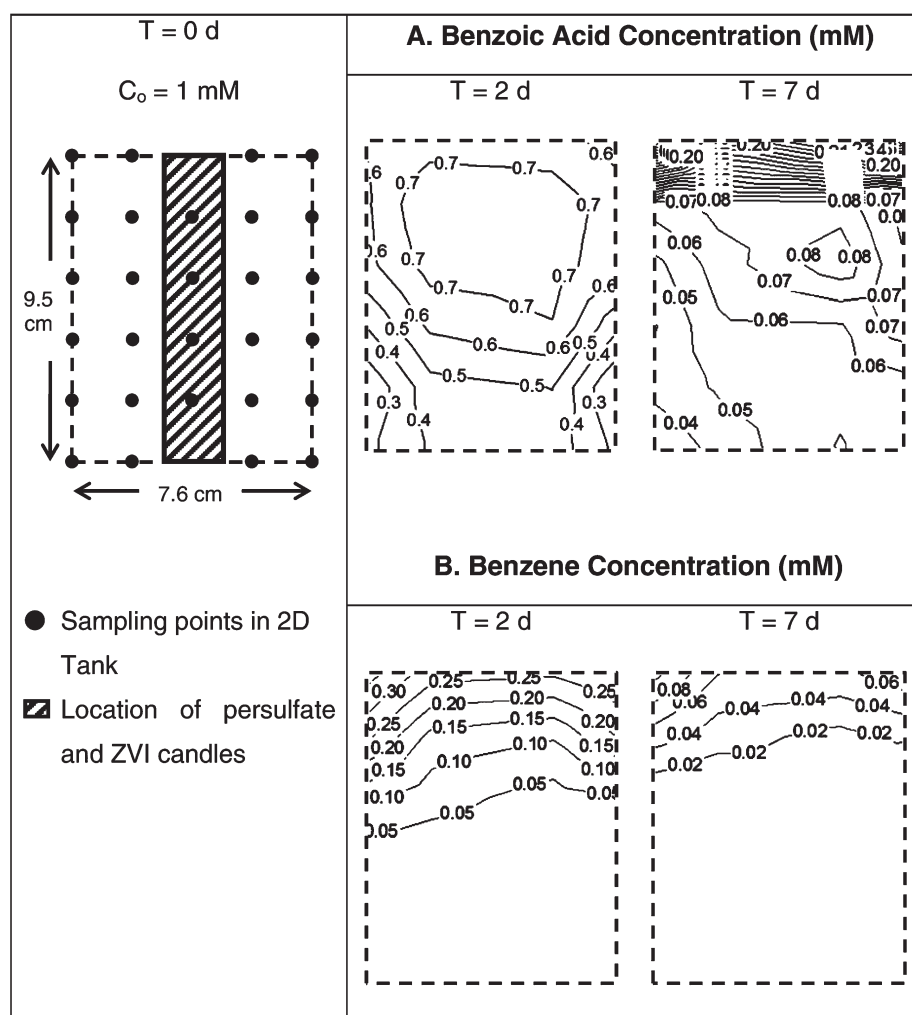 T = 0 d
Co = 1 mM
9.5
cm
7.6 cm
Sampling points in 2D
Tank
Location of persulfate
and ZVI candles
A. Benzoic Acid Concentration (mM)
T = 2 d
T = 7 d
0.7 0.7 0.6
0.7 0.7
0.7 0.7 0.6
0.7 0.7
0.6
0.5 0.6 0.6 0.5
0.4 0.5 0.5 0.4
0.3 0.4 0.4 0.3
0.20 0.20 0.20
0.07 0.08 0.08 0.07
0.06 0.08 0.08
0.05 0.07 0.07
0.06 0.07
0.06
0.04 0.05
B. Benzene Concentration (mM)
T = 2 d
T = 7 d
0.30 0.25 0.25 0.25
0.25 0.20 0.20 0.20
0.20 0.15 0.15 0.15
0.15 0.10 0.10 0.10
0.10 0.05
0.05 0.05
0.08 0.06 0.06
0.04 0.04 0.04 0.04
0.02 0.02 0.02 0.02